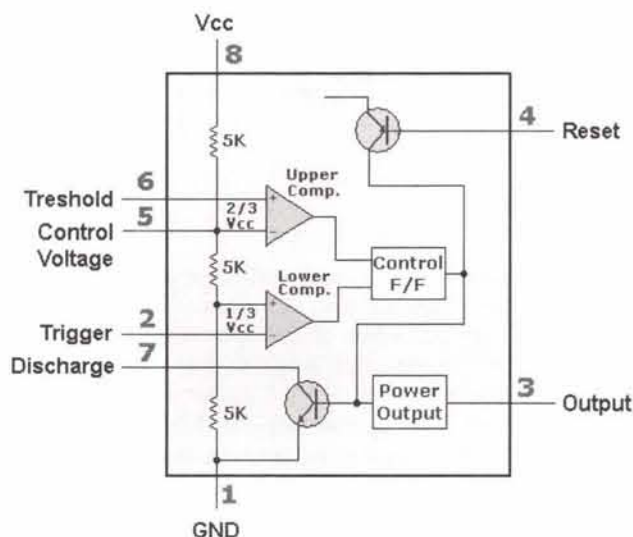 Vcc
8
4
Reset
5K
6
Treshold
Upper
Comp.
+
2/3
Vcc
-
5
Control
Voltage
5K
Control
F/F
Lower
Comp.
+
1/3
Vcc
-
2
Trigger
7
Discharge
5K
Power
Output
3
Output
1
GND